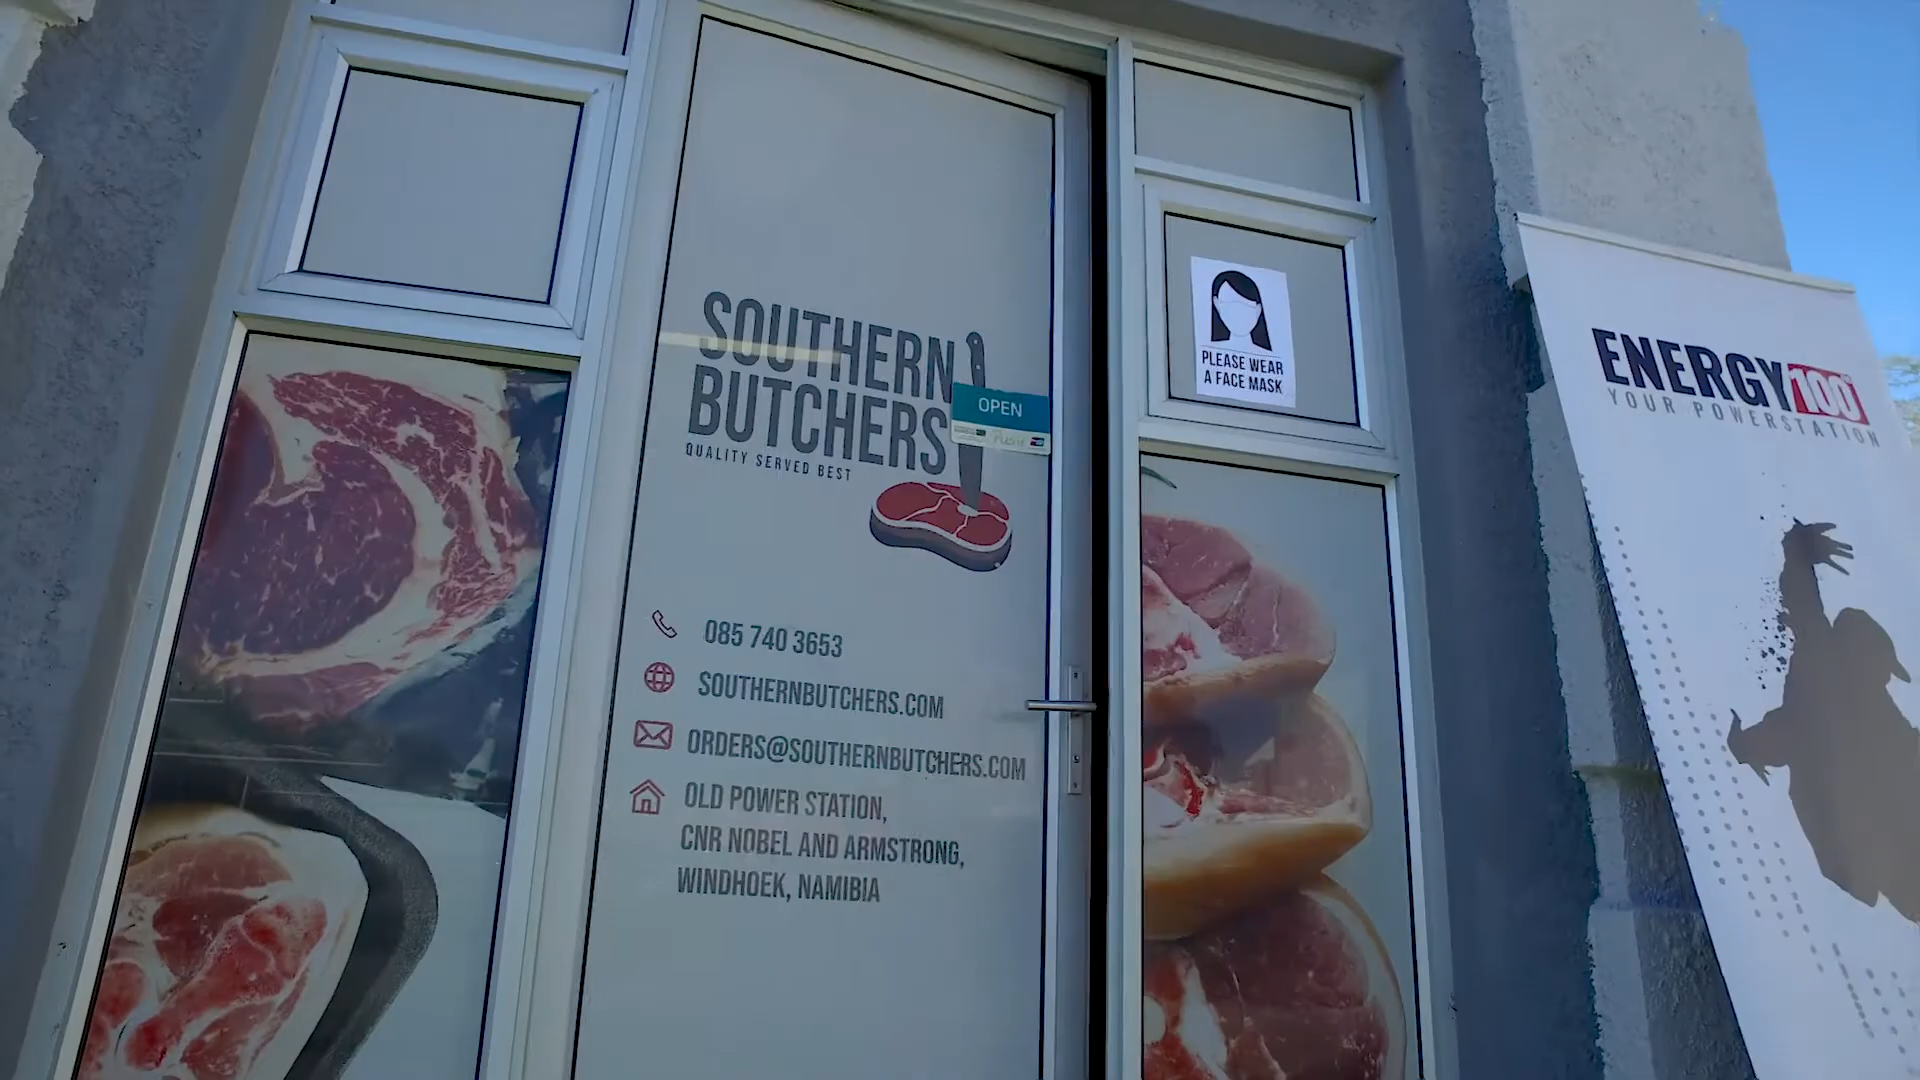 SOUTHERN
BUTCHERS
QUALITY SERVED BEST
OPEN
085 740 3653
SOUTHERNBUTCHERS.COM
ORDERS@SOUTHERNBUTCHERS.COM
OLD POWER STATION,
CNR NOBEL AND ARMSTRONG,
WINDHOEK, NAMIBIA
PLEASE WEAR
A FACE MASK
ENERGY100
YOUR POWERSTATION